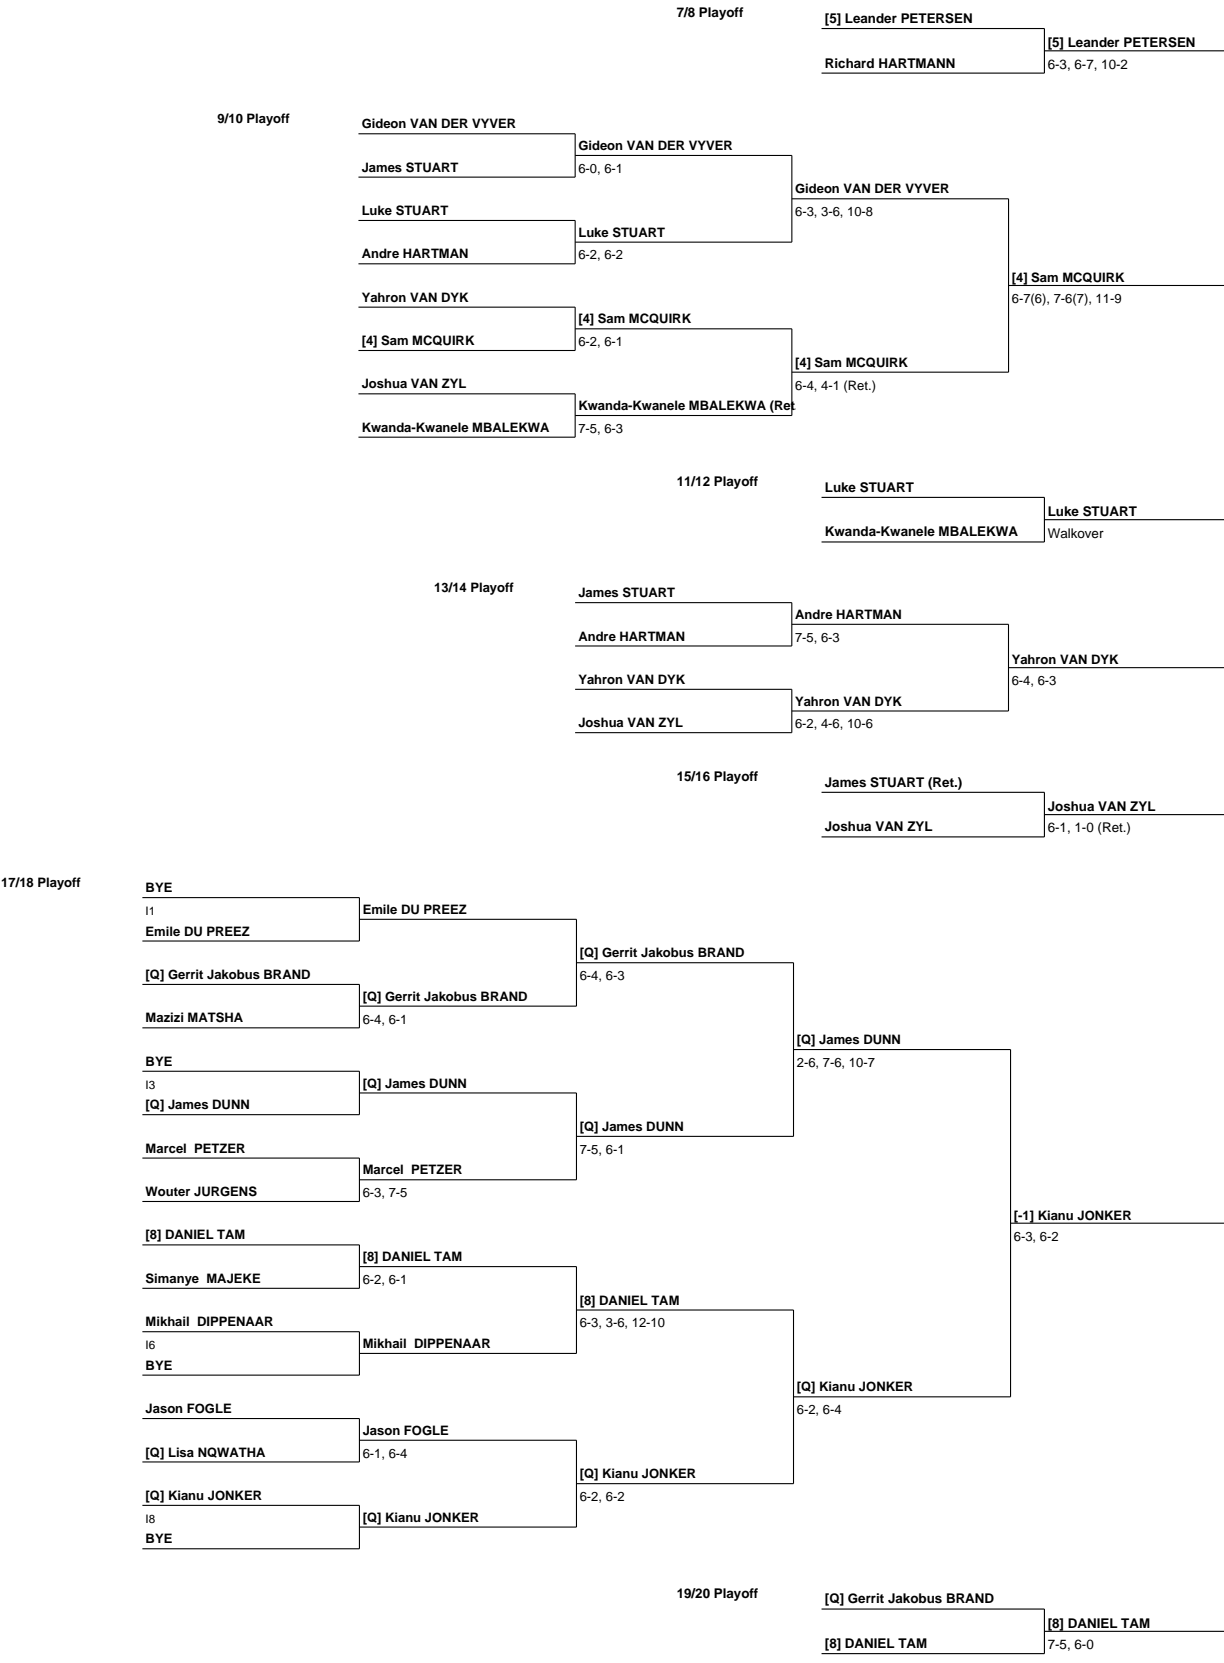 7/8 Playoff
[5] Leander PETERSEN
[5] Leander PETERSEN
Richard HARTMANN
6-3, 6-7, 10-2
9/10 Playoff
Gideon VAN DER VYVER
Gideon VAN DER VYVER
James STUART
6-0, 6-1
Gideon VAN DER VYVER
6-3, 3-6, 10-8
Luke STUART
Luke STUART
Andre HARTMAN
6-2, 6-2
[4] Sam MCQUIRK
6-7(6), 7-6(7), 11-9
Yahron VAN DYK
[4] Sam MCQUIRK
[4] Sam MCQUIRK
6-2, 6-1
[4] Sam MCQUIRK
6-4, 4-1 (Ret.)
Joshua VAN ZYL
Kwanda-Kwanele MBALEKWA (Ret
Kwanda-Kwanele MBALEKWA
7-5, 6-3
11/12 Playoff
Luke STUART
Luke STUART
Kwanda-Kwanele MBALEKWA
Walkover
13/14 Playoff
James STUART
Andre HARTMAN
Andre HARTMAN
7-5, 6-3
Yahron VAN DYK
6-4, 6-3
Yahron VAN DYK
Yahron VAN DYK
Joshua VAN ZYL
6-2, 4-6, 10-6
15/16 Playoff
James STUART (Ret.)
Joshua VAN ZYL
Joshua VAN ZYL
6-1, 1-0 (Ret.)
17/18 Playoff
BYE
I1
Emile DU PREEZ
Emile DU PREEZ
[Q] Gerrit Jakobus BRAND
6-4, 6-3
[Q] Gerrit Jakobus BRAND
[Q] Gerrit Jakobus BRAND
Mazizi MATSHA
6-4, 6-1
[Q] James DUNN
2-6, 7-6, 10-7
BYE
I3
[Q] James DUNN
[Q] James DUNN
[Q] James DUNN
7-5, 6-1
Marcel PETZER
Marcel PETZER
Wouter JURGENS
6-3, 7-5
[-1] Kianu JONKER
6-3, 6-2
[8] DANIEL TAM
[8] DANIEL TAM
Simanye MAJEKE
6-2, 6-1
[8] DANIEL TAM
6-3, 3-6, 12-10
Mikhail DIPPENAAR
I6
Mikhail DIPPENAAR
BYE
[Q] Kianu JONKER
6-2, 6-4
Jason FOGLE
Jason FOGLE
[Q] Lisa NQWATHA
6-1, 6-4
[Q] Kianu JONKER
6-2, 6-2
[Q] Kianu JONKER
I8
[Q] Kianu JONKER
BYE
19/20 Playoff
[Q] Gerrit Jakobus BRAND
[8] DANIEL TAM
[8] DANIEL TAM
7-5, 6-0